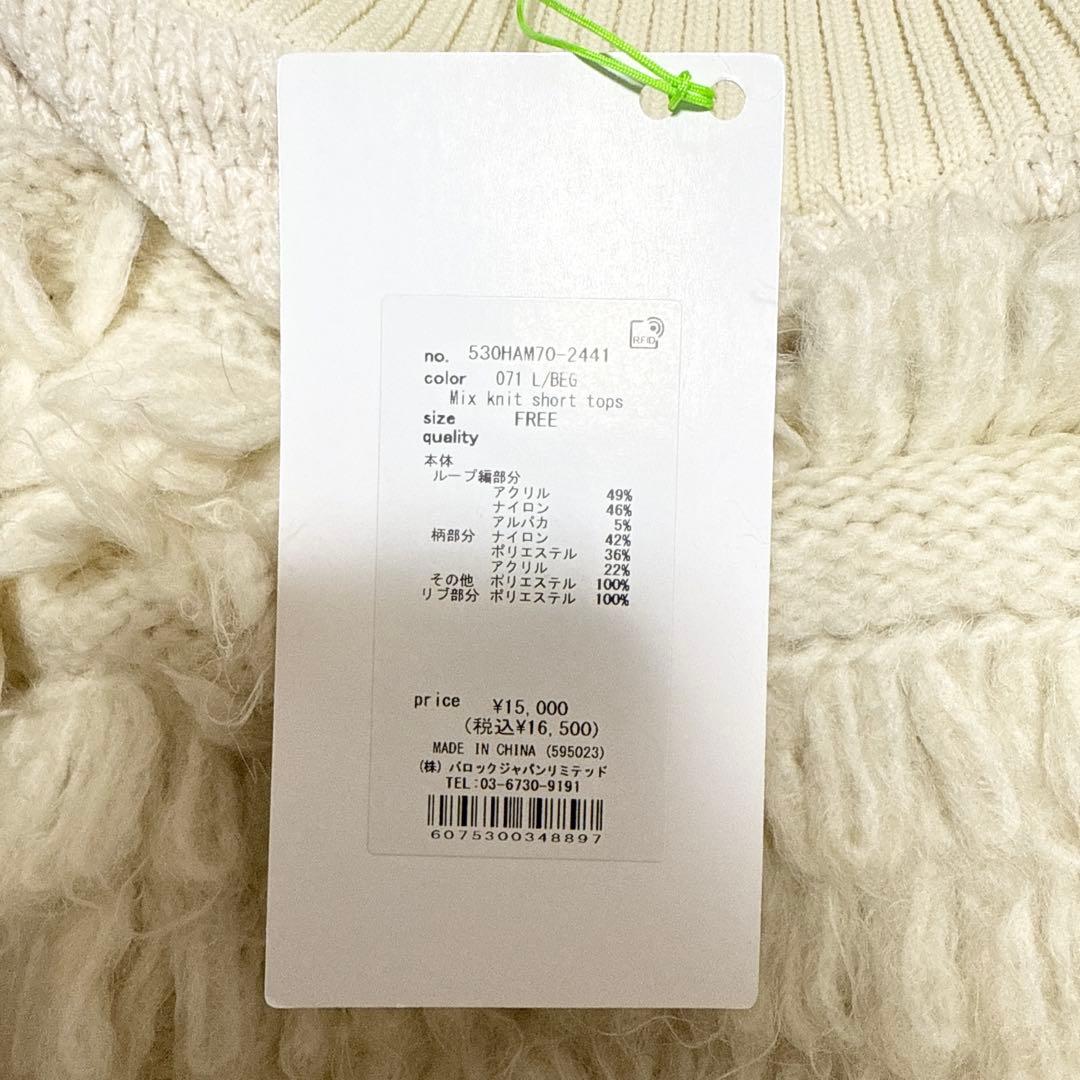 RFID
no. 530HAM70-2441
color 071 L/BEG
Mix knit short tops
size FREE
quality
本体
ループ編部分
アクリル 49%
ナイロン 46%
アルパカ 5%
柄部分 ナイロン 42%
ポリエステル 36%
アクリル 22%
その他 ポリエステル 100%
リブ部分 ポリエステル 100%
price ¥15,000
(税込¥16,500)
MADE IN CHINA (595023)
(株) バロックジャパンリミテッド
TEL:03-6730-9191
6075300348897